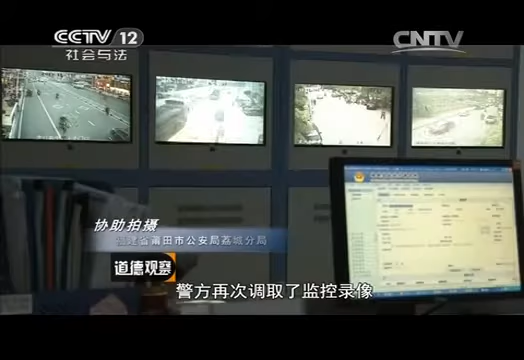 CCTV 12
社会与法
CNTV
协助拍摄
福建省莆田市公安局荔城分局
道德观察
警方再次调取了监控录像